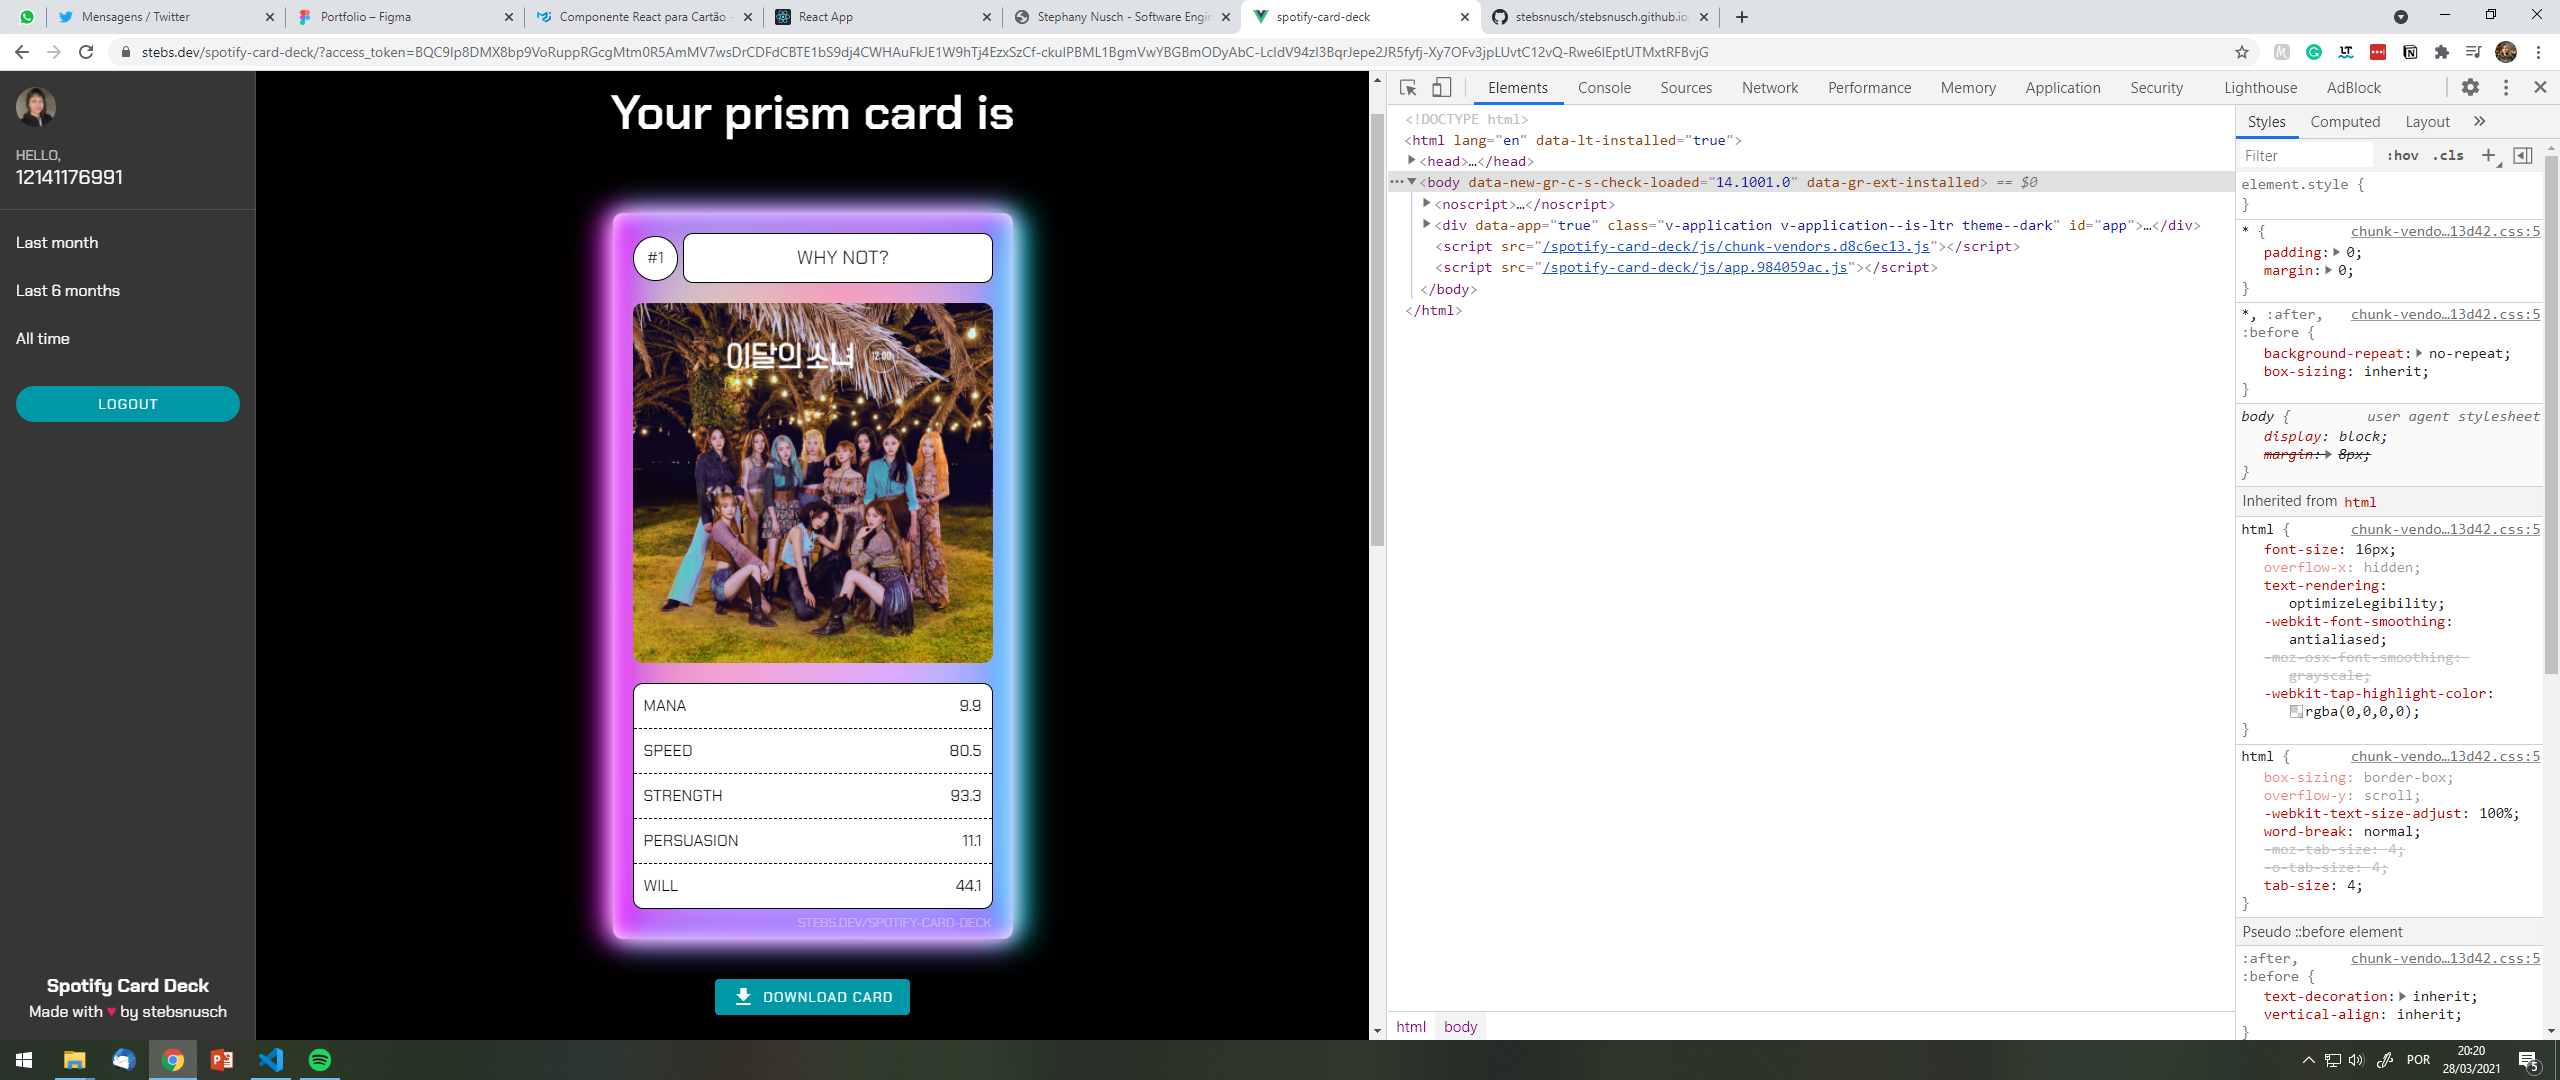 Mensagens / Twitter
Portfolio – Figma
Componente React para Cartão -
React App
Stephany Nusch - Software Engin
spotify-card-deck
stebsnusch/stebsnusch.github.io
HELLO,
12141176991
Last month
Last 6 months
All time
LOGOUT
Spotify Card Deck
Made with ♥ by stebsnusch
Your prism card is
#1
WHY NOT?
이달의 소녀 12:00
MANA 9.9
SPEED 80.5
STRENGTH 93.3
PERSUASION 11.1
WILL 44.1
STEBS.DEV/SPOTIFY-CARD-DECK
DOWNLOAD CARD
Elements Console Sources Network Performance Memory Application Security Lighthouse AdBlock
<!DOCTYPE html>
<html lang="en" data-lt-installed="true">
<head>…</head>
<body data-new-gr-c-s-check-loaded="14.1001.0" data-gr-ext-installed> == $0
<noscript>…</noscript>
<div data-app="true" class="v-application v-application--is-ltr theme--dark" id="app">…</div>
<script src="/spotify-card-deck/js/chunk-vendors.d8c6ec13.js"></script>
<script src="/spotify-card-deck/js/app.984059ac.js"></script>
</body>
</html>
html body
Styles Computed Layout »
Filter :hov .cls +
element.style {
}
* { chunk-vendo…13d42.css:5
padding: 0;
margin: 0;
}
*, :after, chunk-vendo…13d42.css:5
:before {
background-repeat: no-repeat;
box-sizing: inherit;
}
body { user agent stylesheet
display: block;
margin: 8px;
}
Inherited from html
html { chunk-vendo…13d42.css:5
font-size: 16px;
overflow-x: hidden;
text-rendering:
optimizeLegibility;
-webkit-font-smoothing:
antialiased;
-moz-osx-font-smoothing:
grayscale;
-webkit-tap-highlight-color:
rgba(0,0,0,0);
}
html { chunk-vendo…13d42.css:5
box-sizing: border-box;
overflow-y: scroll;
-webkit-text-size-adjust: 100%;
word-break: normal;
-moz-tab-size: 4;
-o-tab-size: 4;
tab-size: 4;
}
Pseudo ::before element
:after, chunk-vendo…13d42.css:5
:before {
text-decoration: inherit;
vertical-align: inherit;
}
POR
20:20
28/03/2021
5